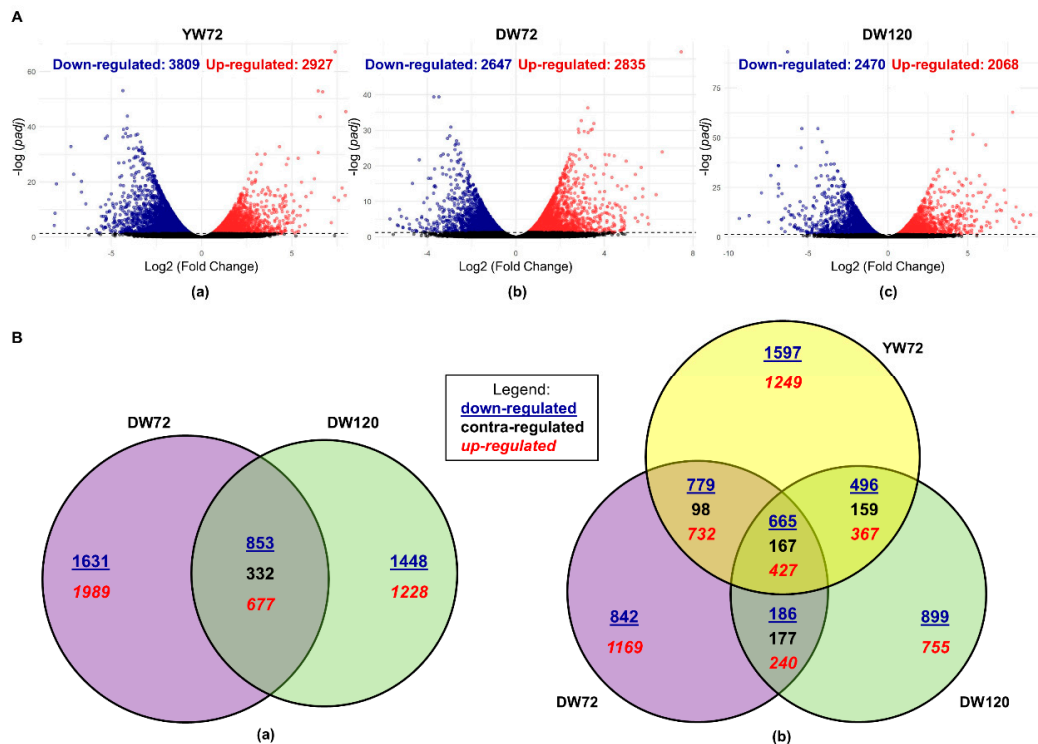 A
YW72
Down-regulated: 3809 Up-regulated: 2927
60
40
20
0
-log (padj)
-5
0
5
Log2 (Fold Change)
(a)
DW72
Down-regulated: 2647 Up-regulated: 2835
50
40
30
20
10
0
-log (padj)
-4
0
4
8
Log2 (Fold Change)
(b)
DW120
Down-regulated: 2470 Up-regulated: 2068
75
50
25
0
-log (padj)
-10
-5
0
5
Log2 (Fold Change)
(c)
B
DW72
DW120
1631
1989
853
332
677
1448
1228
(a)
Legend:
down-regulated
contra-regulated
up-regulated
YW72
1597
1249
779
98
732
496
159
367
665
167
427
842
1169
186
177
240
899
755
DW72
DW120
(b)